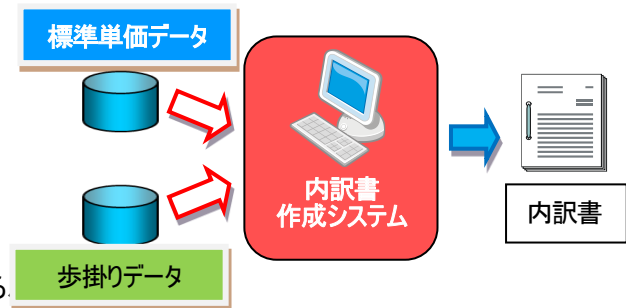 標準単価データ
内訳書
作成システム
内訳書
歩掛りデータ
る